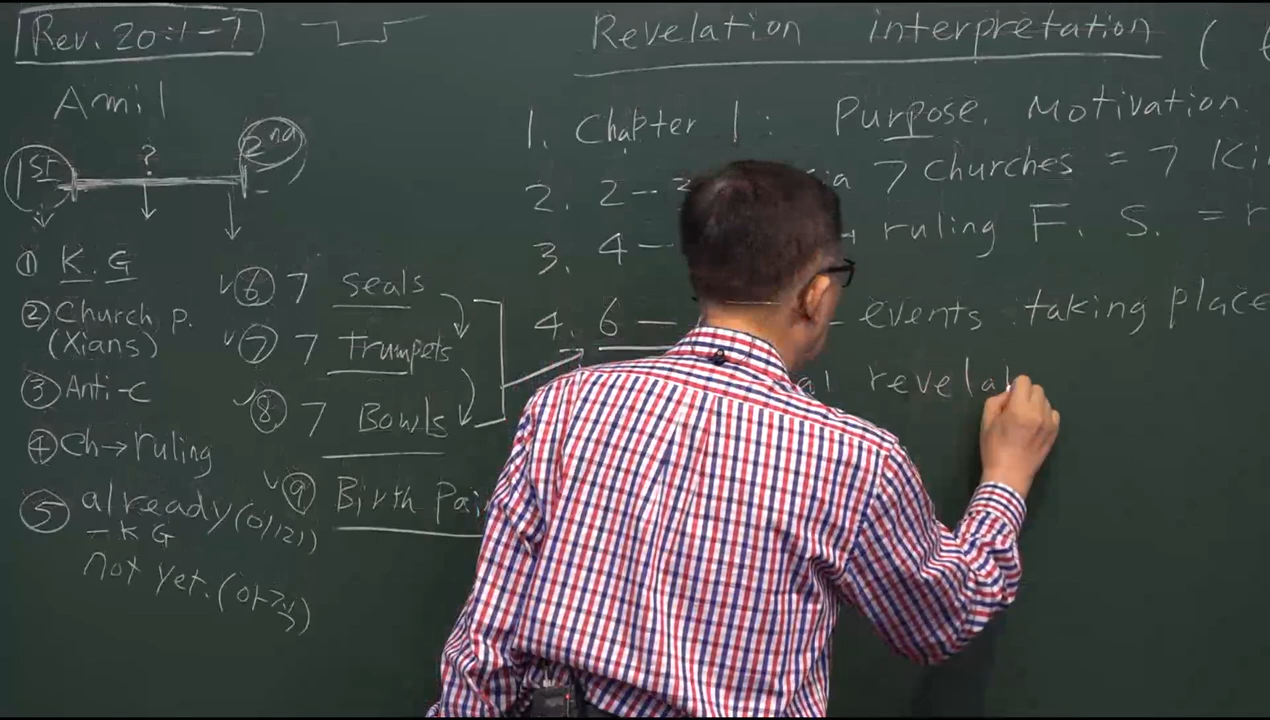 Rev. 20:1-7
Amil
1st ? 2nd
① K.G
② Church p.
(Xians)
③ Anti-c
④ Ch→ruling
⑤ already (이미)
- K G
not yet. (아직)
⑥ 7 seals
⑦ 7 Trumpets
⑧ 7 Bowls
⑨ Birth Pai
Revelation interpretation (
1. Chapter 1: Purpose. Motivation
2. 2-3 7 churches = 7 Ki
3. 4- ruling F. S. = r
4. 6 - events taking place
al revela